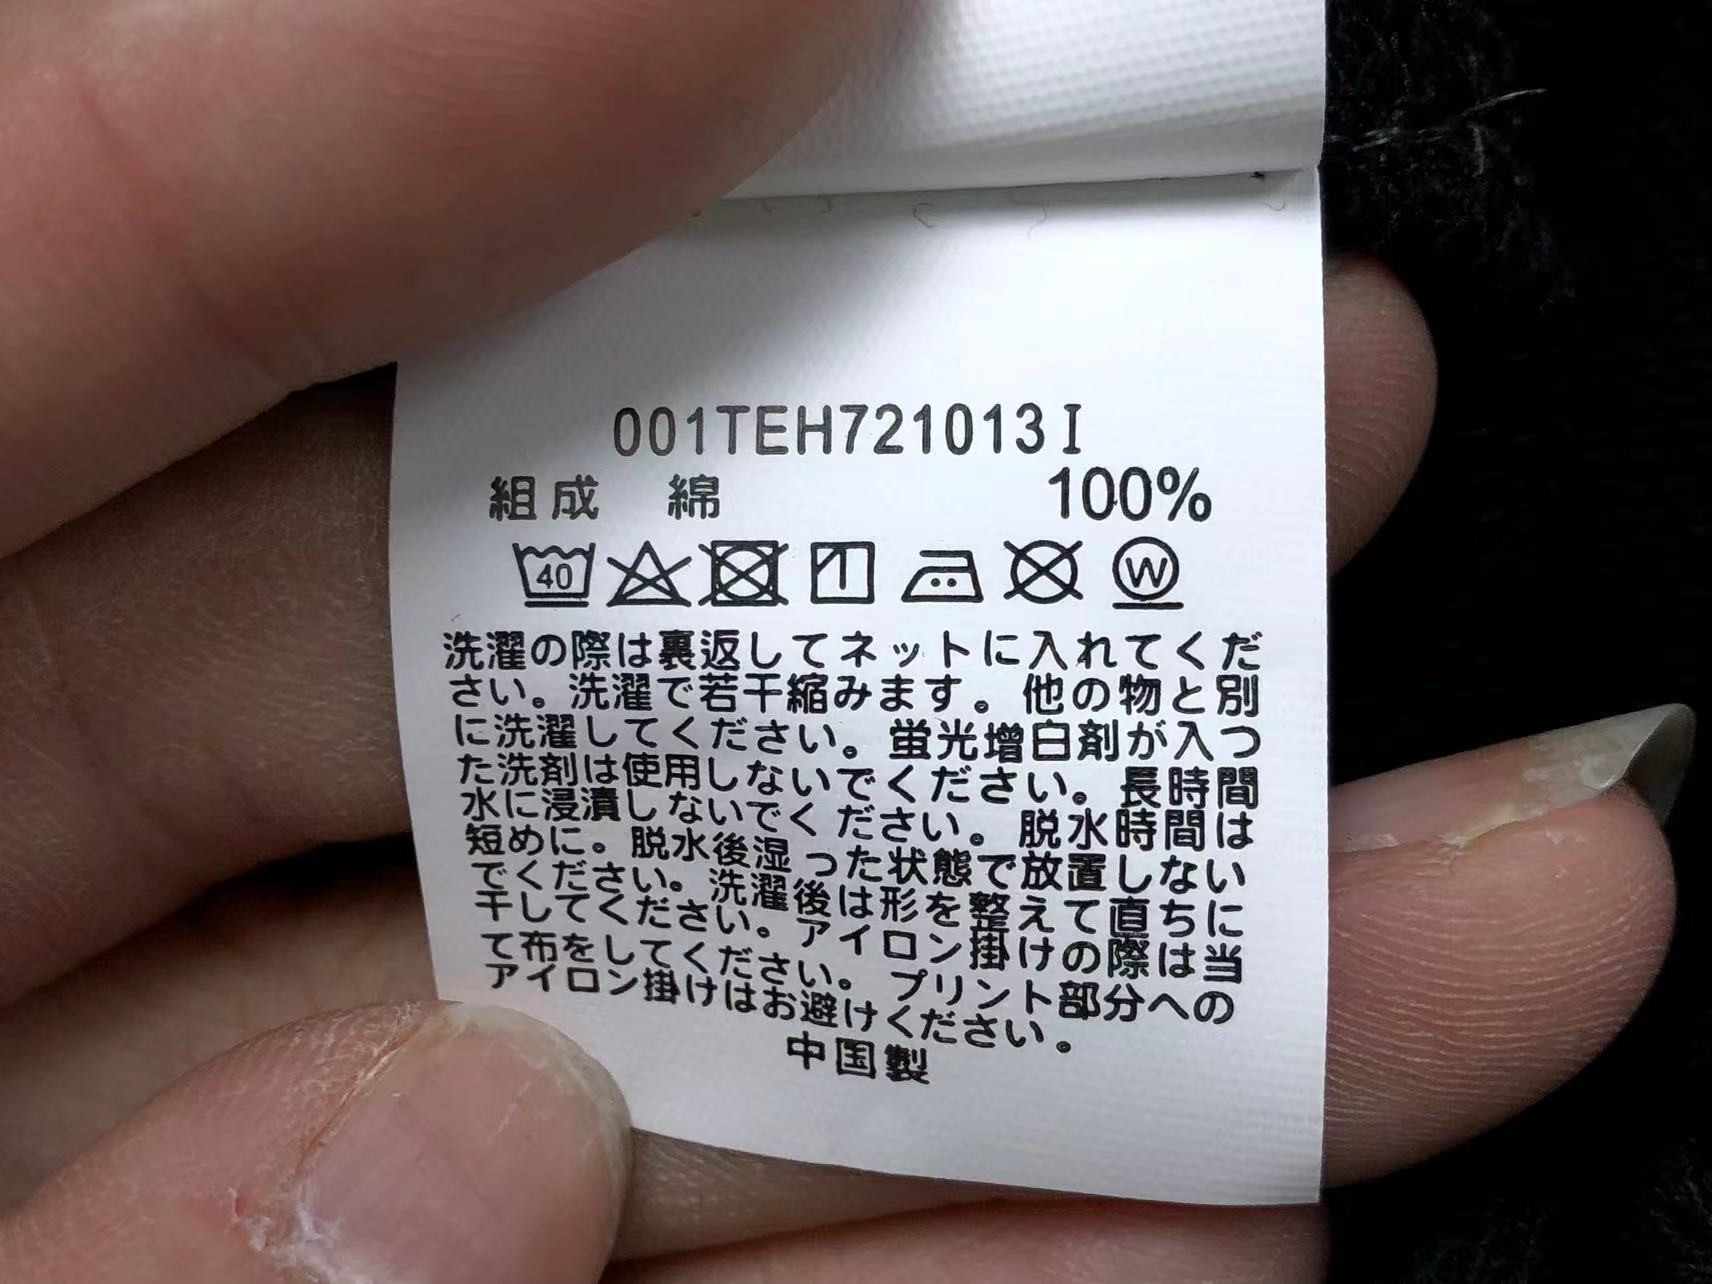 001TEH721013I
組成 綿 100%
40 W
洗濯の際は裏返してネットに入れてくだ
さい。洗濯で若干縮みます。他の物と別
に洗濯してください。蛍光増白剤が入っ
た洗剤は使用しないでください。長時間
水に浸漬しないでください。脱水時間は
短めに。脱水後湿った状態で放置しない
でください。洗濯後は形を整えて直ちに
干してください。アイロン掛けの際は当
て布をしてください。プリント部分への
アイロン掛けはお避けください。
中国製